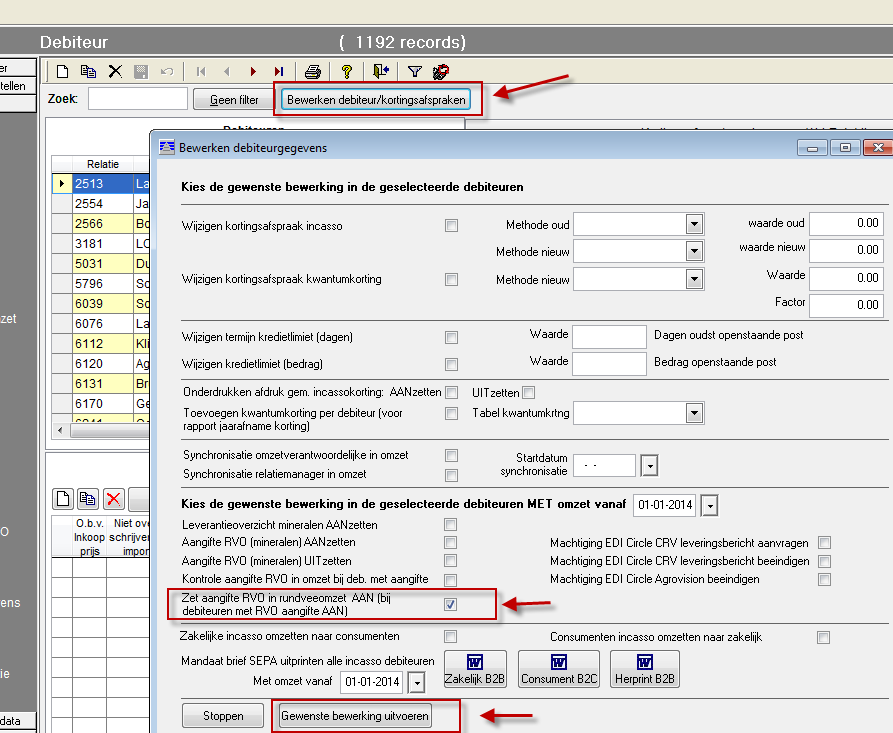 Debiteur ( 1192 records)
er
tellen
Zoek: Geen filter Bewerken debiteur/kortingsafspraken
Debiteuren
Bewerken debiteurgegevens
Relatie
2513 La
2554 Ja
2566 Bo
3181 LC
5031 Du
5796 Sc
6039 So
6076 La
6112 Kli
6120 Ag
6131 Br
6170 Ge
6241
zet
O
ens
ie
data
O.b.v. Inkoop prijs
Niet ove schrijver impor
Kies de gewenste bewerking in de geselecteerde debiteuren
Wijzigen kortingsafspraak incasso Methode oud waarde oud 0.00
Methode nieuw waarde nieuw 0.00
Wijzigen kortingsafspraak kwantumkorting Methode nieuw Waarde 0.00
Factor 0.00
Wijzigen termijn kredietlimiet (dagen) Waarde Dagen oudst openstaande post
Wijzigen kredietlimiet (bedrag) Waarde Bedrag openstaande post
Onderdrukken afdruk gem. incassokorting: AANzetten UITzetten
Toevoegen kwantumkorting per debiteur (voor rapport jaarafname korting) Tabel kwantumkrtng
Synchronisatie omzetverantwoordelijke in omzet Startdatum synchronisatie - -
Synchronisatie relatiemanager in omzet
Kies de gewenste bewerking in de geselecteerde debiteuren MET omzet vanaf 01-01-2014
Leverantieoverzicht mineralen AANzetten
Aangifte RVO (mineralen) AANzetten Machtiging EDI Circle CRV leveringsbericht aanvragen
Aangifte RVO (mineralen) UITzetten Machtiging EDI Circle CRV leveringsbericht beeindigen
Kontrole aangifte RVO in omzet bij deb. met aangifte Machtiging EDI Circle Agrovision beeindigen
Zet aangifte RVO in rundveeomzet AAN (bij
debiteuren met RVO aangifte AAN)
Zakelijke incasso omzetten naar consumenten Consumenten incasso omzetten naar zakelijk
Mandaat brief SEPA uitprinten alle incasso debiteuren Zakelijk B2B Consument B2C Herprint B2B
Met omzet vanaf 01-01-2014
Stoppen Gewenste bewerking uitvoeren